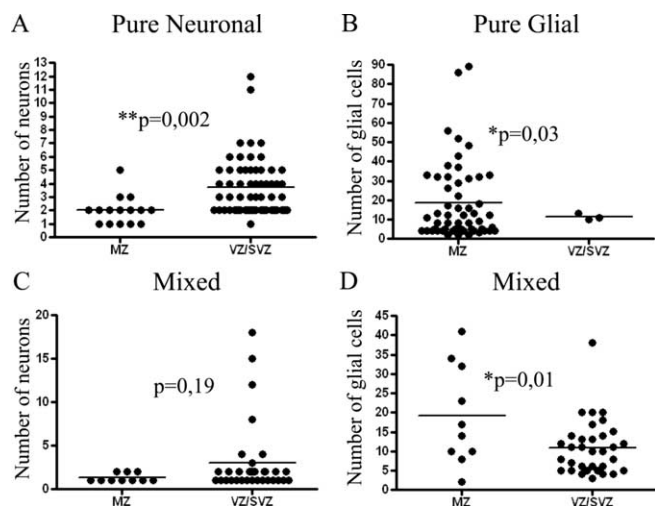 A Pure Neuronal
Number of neurons
13
12
11
10
9
8
7
6
5
4
3
2
1
0
**p=0,002
MZ VZ/SVZ
B Pure Glial
Number of glial cells
90
80
70
60
50
40
30
20
10
0
*p=0,03
MZ VZ/SVZ
C Mixed
Number of neurons
20
15
10
5
0
p=0,19
MZ VZ/SVZ
D Mixed
Number of glial cells
45
40
35
30
25
20
15
10
5
0
*p=0,01
MZ VZ/SVZ